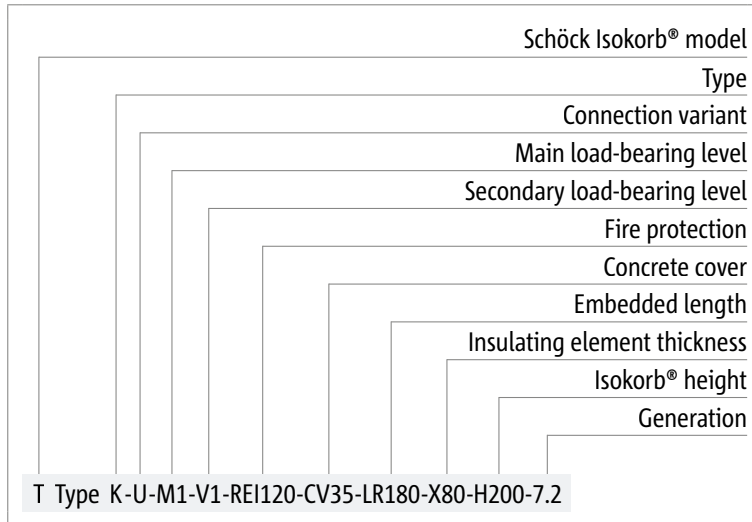 Schöck Isokorb® model
Type
Connection variant
Main load-bearing level
Secondary load-bearing level
Fire protection
Concrete cover
Embedded length
Insulating element thickness
Isokorb® height
Generation
T Type K-U-M1-V1-REI120-CV35-LR180-X80-H200-7.2